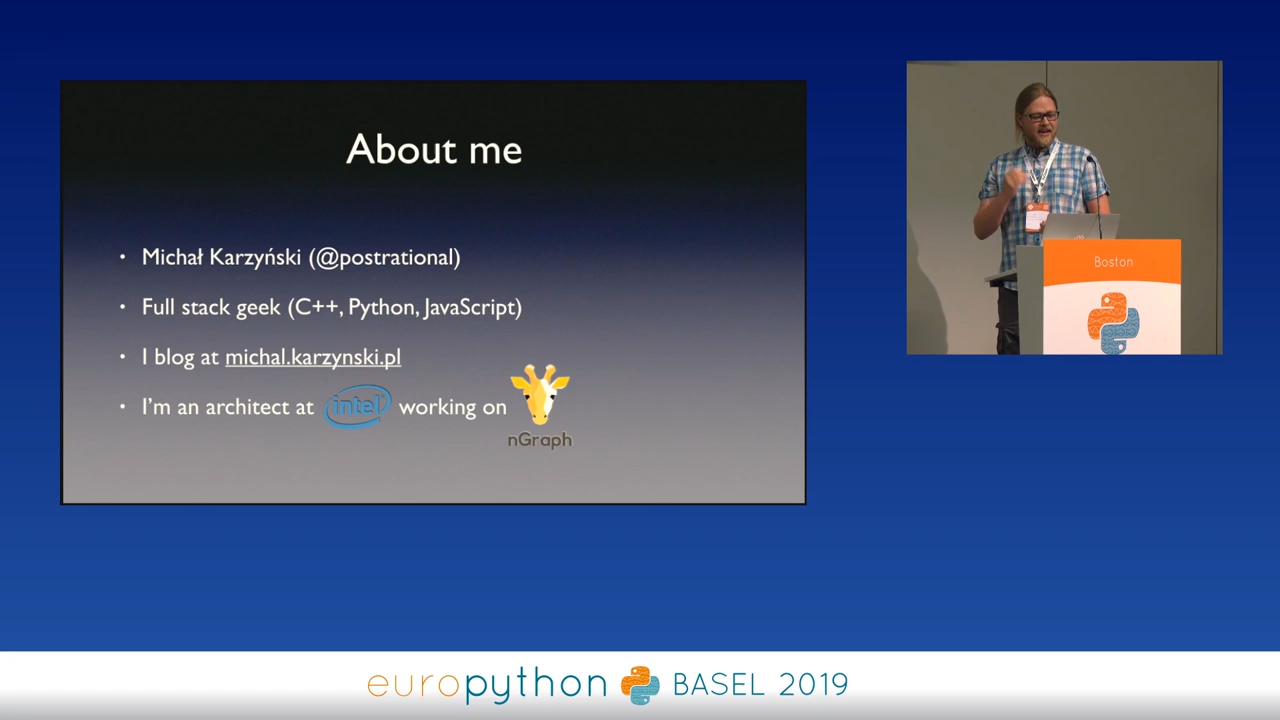 About me
• Michał Karzyński (@postrational)
• Full stack geek (C++, Python, JavaScript)
• I blog at michal.karzynski.pl
• I'm an architect at intel working on nGraph
Boston
europython BASEL 2019